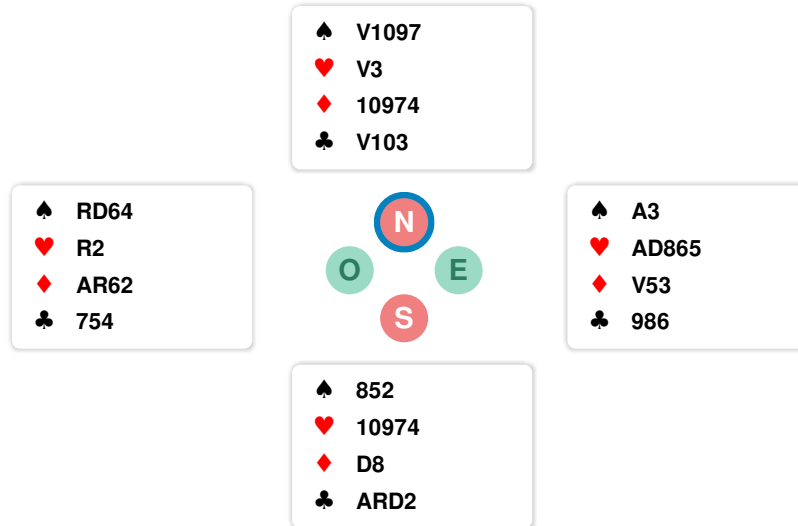 ♠ V1097
♥ V3
♦ 10974
♣ V103
♠ RD64
♥ R2
♦ AR62
♣ 754
N
O E
S
♠ A3
♥ AD865
♦ V53
♣ 986
♠ 852
♥ 10974
♦ D8
♣ ARD2